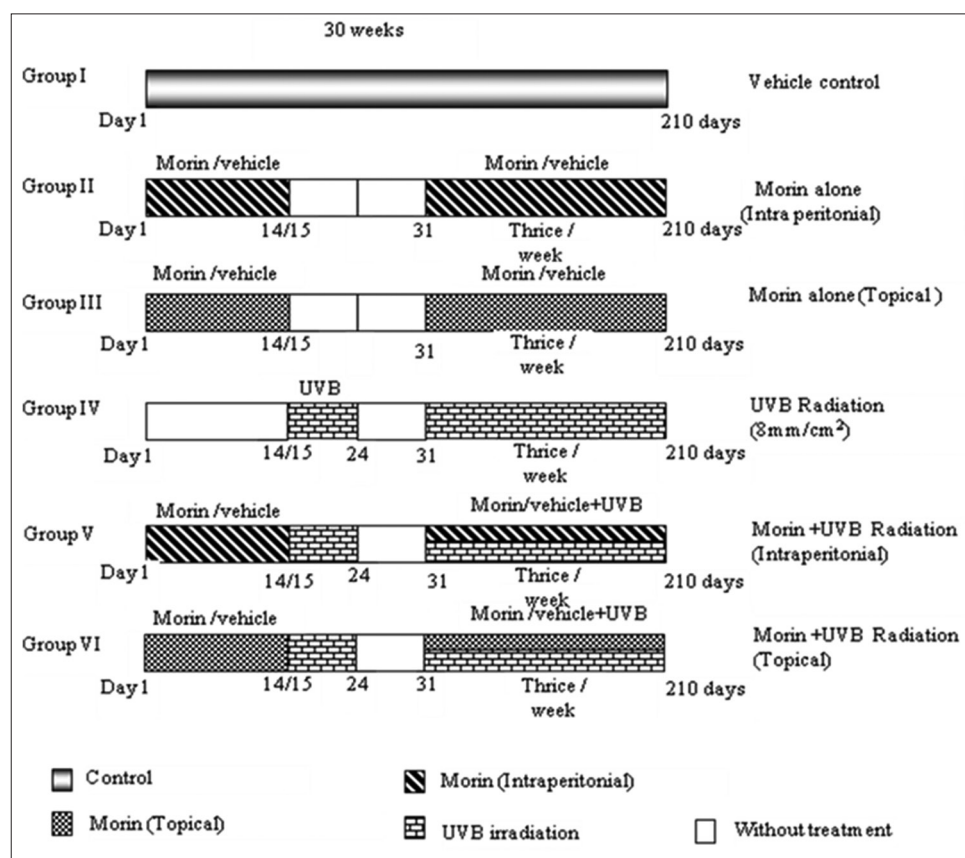 30 weeks
Group I
Vehicle control
Day 1
210 days
Morin /vehicle
Morin /vehicle
Group II
Morin alone
(Intra peritonial)
Day 1
14/15
31
Thrice /
week
210 days
Morin /vehicle
Morin /vehicle
Group III
Morin alone (Topical )
Day 1
14/15
31
Thrice /
week
210 days
UVB
Group IV
UVB Radiation
(8mm/cm²)
Day 1
14/15
24
31
Thrice /
week
210 days
Morin /vehicle
Morin/vehicle+UVB
Group V
Morin +UVB Radiation
(Intraperitonial)
Day 1
14/15
24
31
Thrice /
week
210 days
Morin /vehicle
Morin /vehicle+UVB
Group VI
Morin +UVB Radiation
(Topical)
Day 1
14/15
24
31
Thrice /
week
210 days
Control
Morin (Intraperitonial)
Morin (Topical)
UVB irradiation
Without treatment